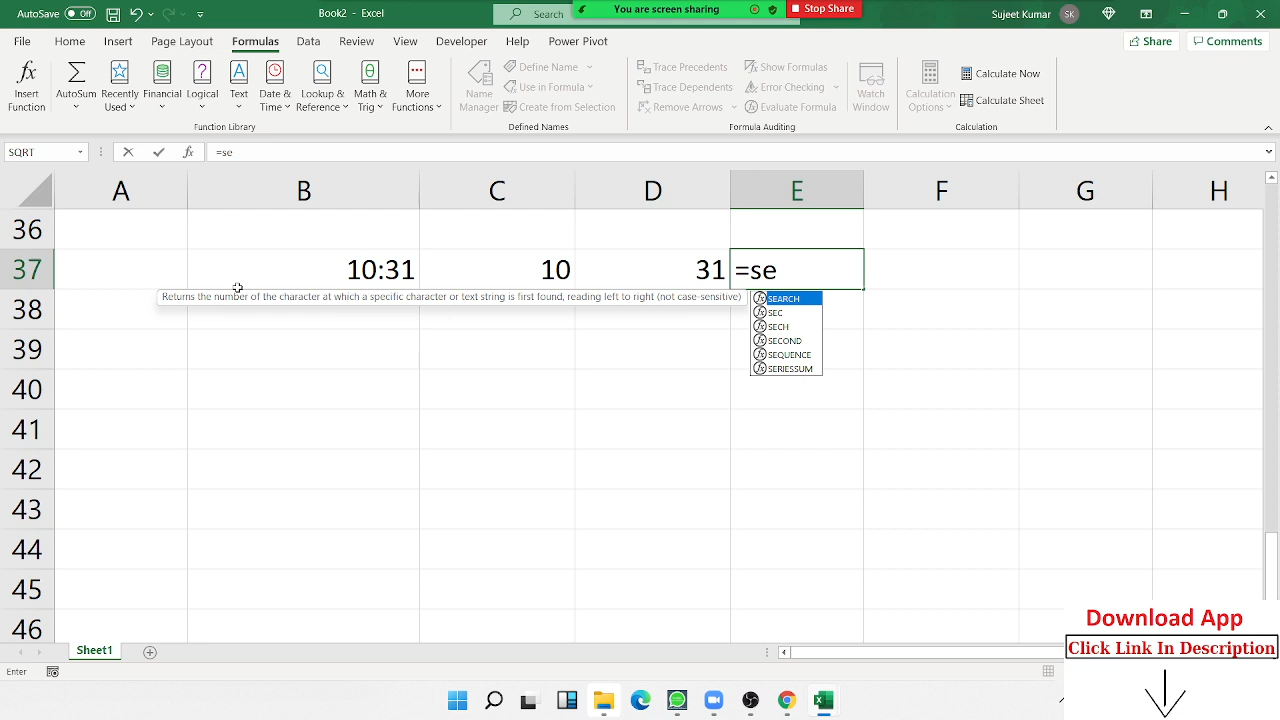 AutoSave Off Book2 - Excel Search You are screen sharing Stop Share Sujeet Kumar SK
File Home Insert Page Layout Formulas Data Review View Developer Help Power Pivot Share Comments
fx Insert Function
Σ AutoSum
Recently Used
Financial
Logical
Text
Date & Time
Lookup & Reference
Math & Trig
More Functions
Function Library
Name Manager
Define Name
Use in Formula
Create from Selection
Defined Names
Trace Precedents
Trace Dependents
Remove Arrows
Show Formulas
Error Checking
Evaluate Formula
Watch Window
Formula Auditing
Calculation Options
Calculate Now
Calculate Sheet
Calculation
SQRT fx =se
A B C D E F G H
36
37 10:31 10 31 =se
Returns the number of the character at which a specific character or text string is first found, reading left to right (not case-sensitive)
SEARCH
SEC
SECH
SECOND
SEQUENCE
SERIESSUM
38
39
40
41
42
43
44
45
46
Sheet1
Enter
Download App
Click Link In Description